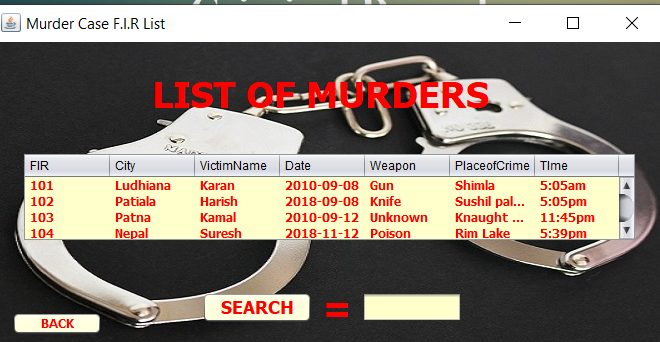 Murder Case F.I.R List
LIST OF MURDERS
FIR City VictimName Date Weapon PlaceofCrime TIme
101 Ludhiana Karan 2010-09-08 Gun Shimla 5:05am
102 Patiala Harish 2018-09-08 Knife Sushil pal... 5:05pm
103 Patna Kamal 2010-09-12 Unknown Knaught ... 11:45pm
104 Nepal Suresh 2018-11-12 Poison Rim Lake 5:39pm
SEARCH =
BACK